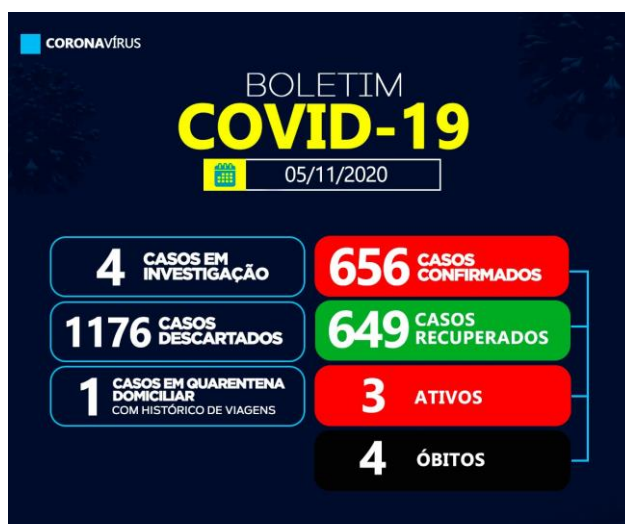 CORONAVÍRUS
BOLETIM
COVID-19
05/11/2020
4 CASOS EM
INVESTIGAÇÃO
656 CASOS
CONFIRMADOS
1176 CASOS
DESCARTADOS
649 CASOS
RECUPERADOS
1 CASOS EM QUARENTENA
DOMICILIAR
COM HISTÓRICO DE VIAGENS
3 ATIVOS
4 ÓBITOS